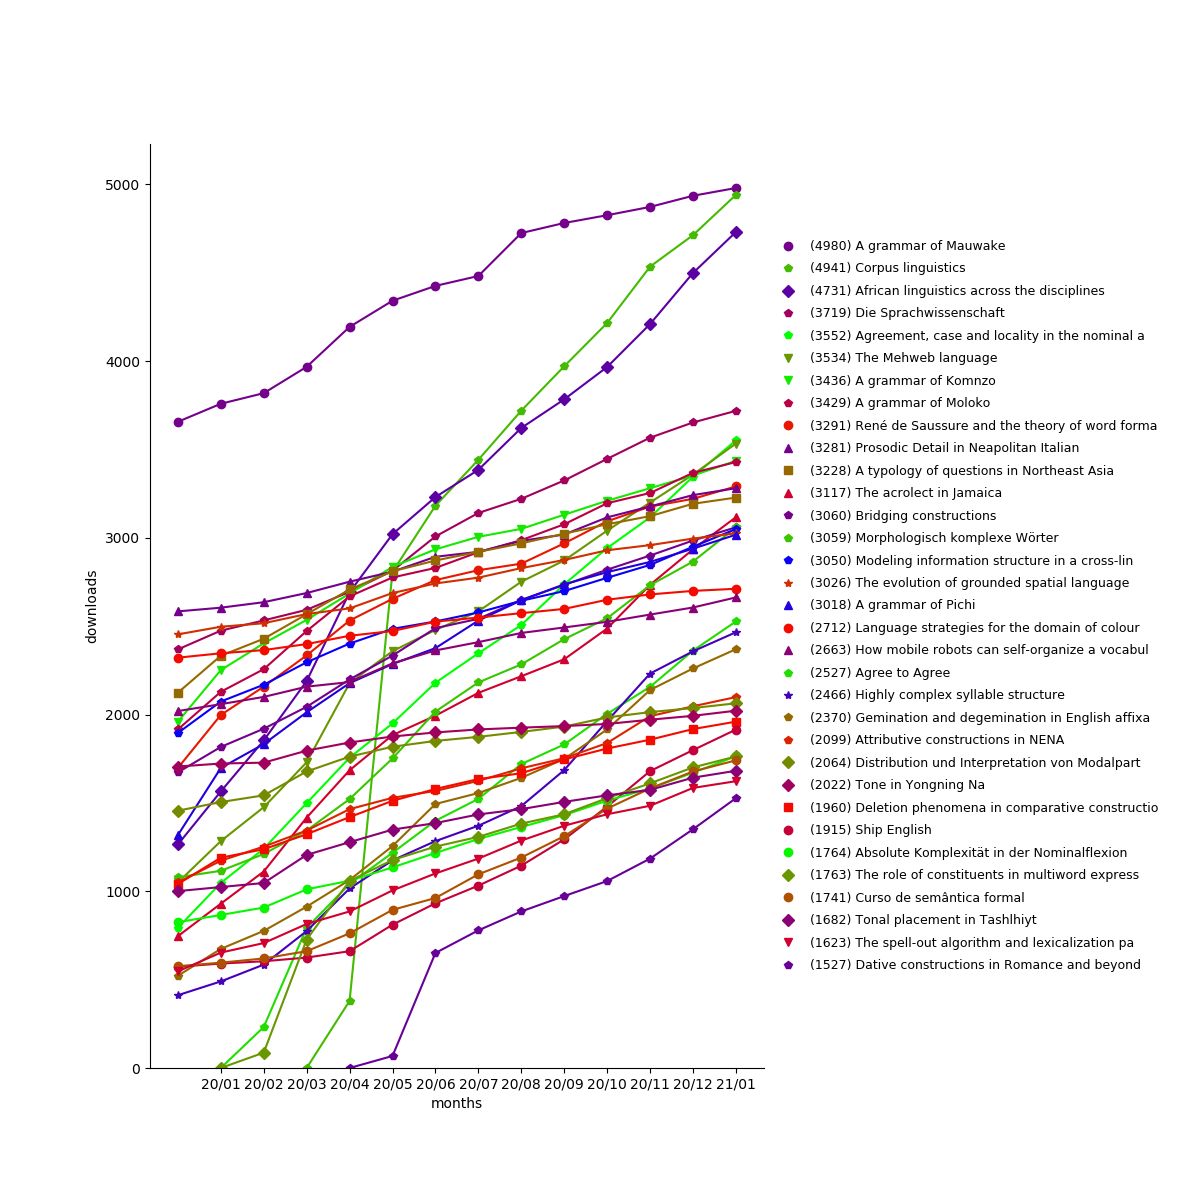 5000
4000
3000
2000
1000
0
downloads
20/01 20/02 20/03 20/04 20/05 20/06 20/07 20/08 20/09 20/10 20/11 20/12 21/01
months
(4980) A grammar of Mauwake
(4941) Corpus linguistics
(4731) African linguistics across the disciplines
(3719) Die Sprachwissenschaft
(3552) Agreement, case and locality in the nominal a
(3534) The Mehweb language
(3436) A grammar of Komnzo
(3429) A grammar of Moloko
(3291) René de Saussure and the theory of word forma
(3281) Prosodic Detail in Neapolitan Italian
(3228) A typology of questions in Northeast Asia
(3117) The acrolect in Jamaica
(3060) Bridging constructions
(3059) Morphologisch komplexe Wörter
(3050) Modeling information structure in a cross-lin
(3026) The evolution of grounded spatial language
(3018) A grammar of Pichi
(2712) Language strategies for the domain of colour
(2663) How mobile robots can self-organize a vocabul
(2527) Agree to Agree
(2466) Highly complex syllable structure
(2370) Gemination and degemination in English affixa
(2099) Attributive constructions in NENA
(2064) Distribution und Interpretation von Modalpart
(2022) Tone in Yongning Na
(1960) Deletion phenomena in comparative constructio
(1915) Ship English
(1764) Absolute Komplexität in der Nominalflexion
(1763) The role of constituents in multiword express
(1741) Curso de semântica formal
(1682) Tonal placement in Tashlhiyt
(1623) The spell-out algorithm and lexicalization pa
(1527) Dative constructions in Romance and beyond